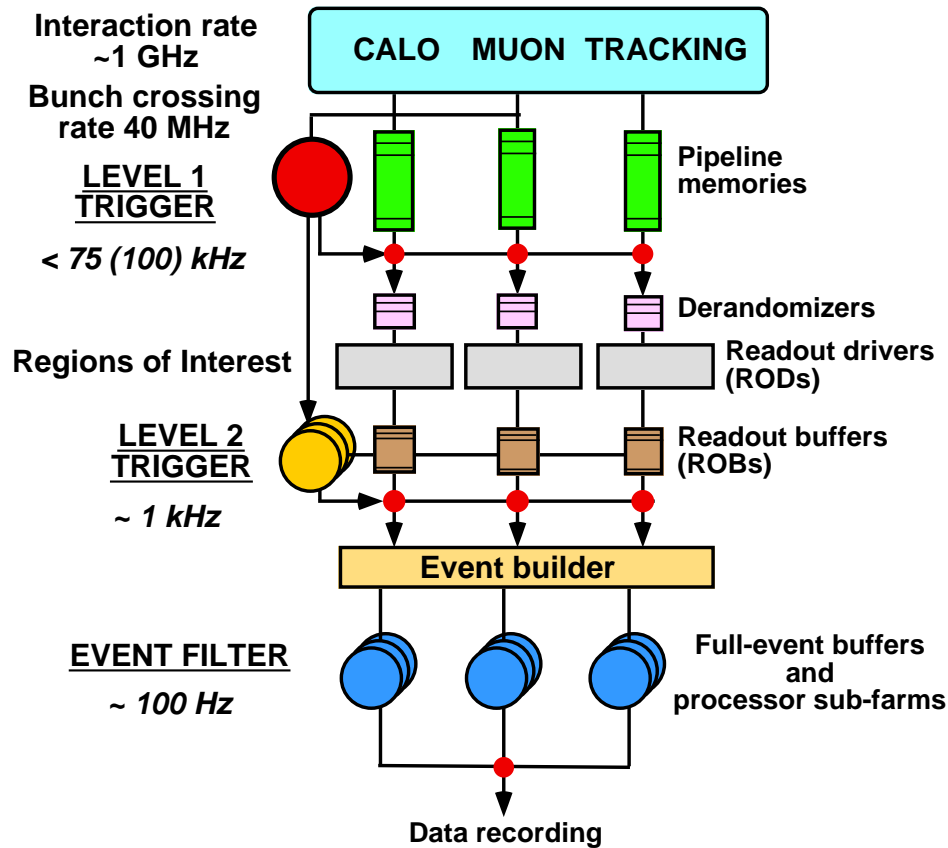 Interaction rate
~1 GHz
CALO MUON TRACKING
Bunch crossing
rate 40 MHz
Pipeline
memories
LEVEL 1
TRIGGER
< 75 (100) kHz
Derandomizers
Regions of Interest
Readout drivers
(RODs)
LEVEL 2
TRIGGER
Readout buffers
(ROBs)
~ 1 kHz
Event builder
EVENT FILTER
~ 100 Hz
Full-event buffers
and
processor sub-farms
Data recording